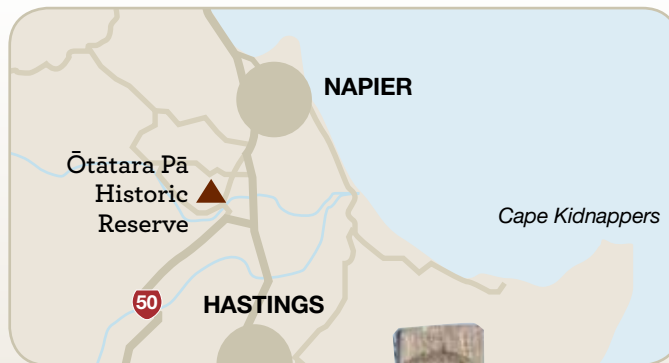 NAPIER
Ōtātara Pā
Historic
Reserve
Cape Kidnappers
50
HASTINGS